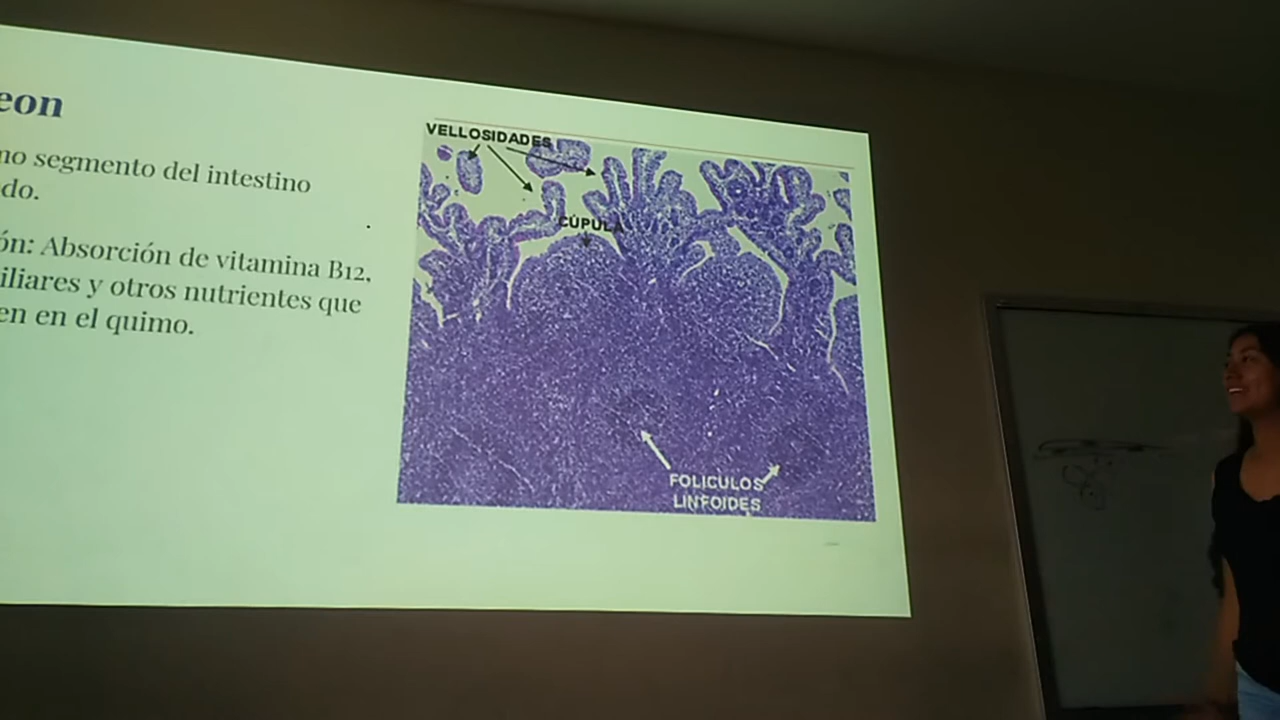 eon
no segmento del intestino
do.
ón: Absorción de vitamina B12,
iliares y otros nutrientes que
en en el quimo.
VELLOSIDADES
CÚPULA
FOLICULOS
LINFOIDES